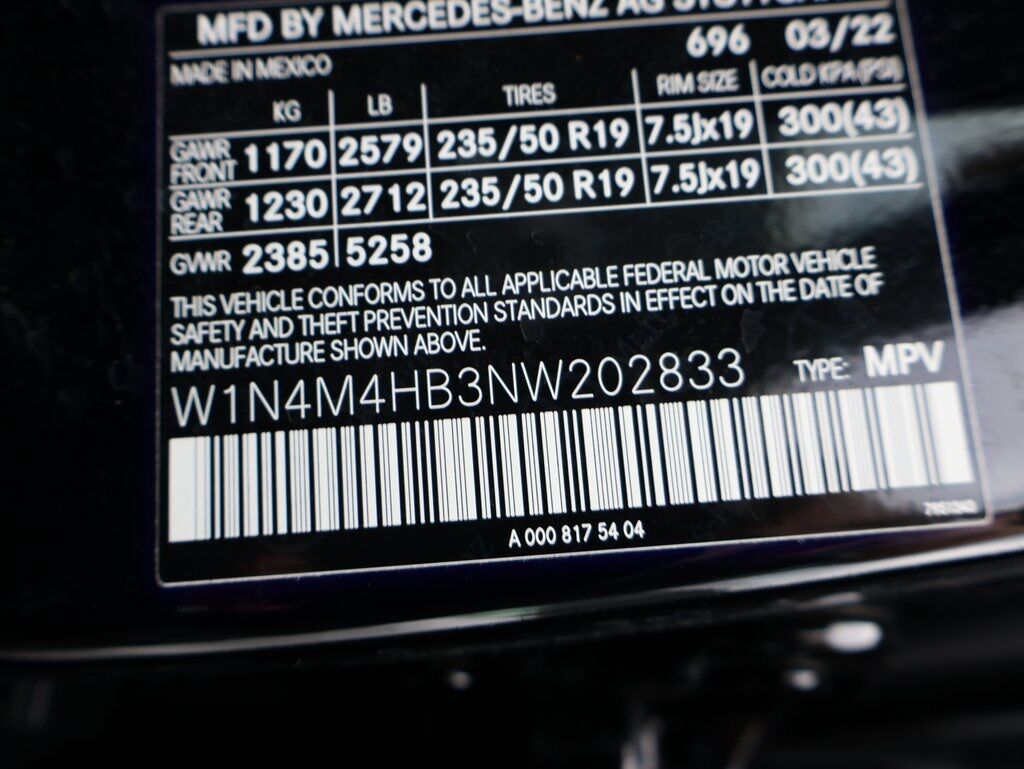 MFD BY MERCEDES-BENZ AG STUTTGA
696 03/22
MADE IN MEXICO
KG LB TIRES RIM SIZE COLD KPA(PSI)
GAWR FRONT 1170 2579 235/50 R19 7.5Jx19 300(43)
GAWR REAR 1230 2712 235/50 R19 7.5Jx19 300(43)
GVWR 2385 5258
THIS VEHICLE CONFORMS TO ALL APPLICABLE FEDERAL MOTOR VEHICLE
SAFETY AND THEFT PREVENTION STANDARDS IN EFFECT ON THE DATE OF
MANUFACTURE SHOWN ABOVE.
W1N4M4HB3NW202833 TYPE: MPV
A 000 817 54 04